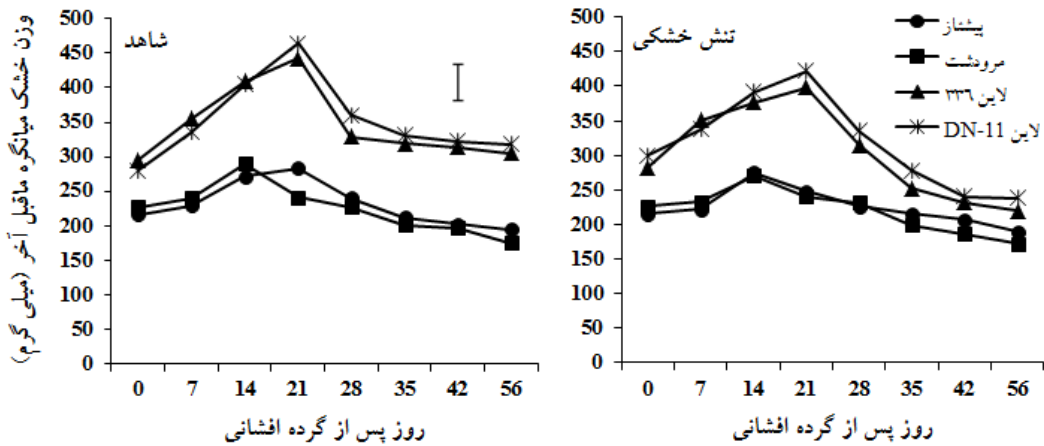 وزن خشک میانگره ماقبل آخر (میلی گرم)
500
450
400
350
300
250
200
150
100
50
0
شاهد
0 7 14 21 28 35 42 56
روز پس از گرده افشانی
500
450
400
350
300
250
200
150
100
50
0
تنش خشکی
پیشتاز
مرودشت
لاین ۳۳۶
لاین DN-11
0 7 14 21 28 35 42 56
روز پس از گرده افشانی